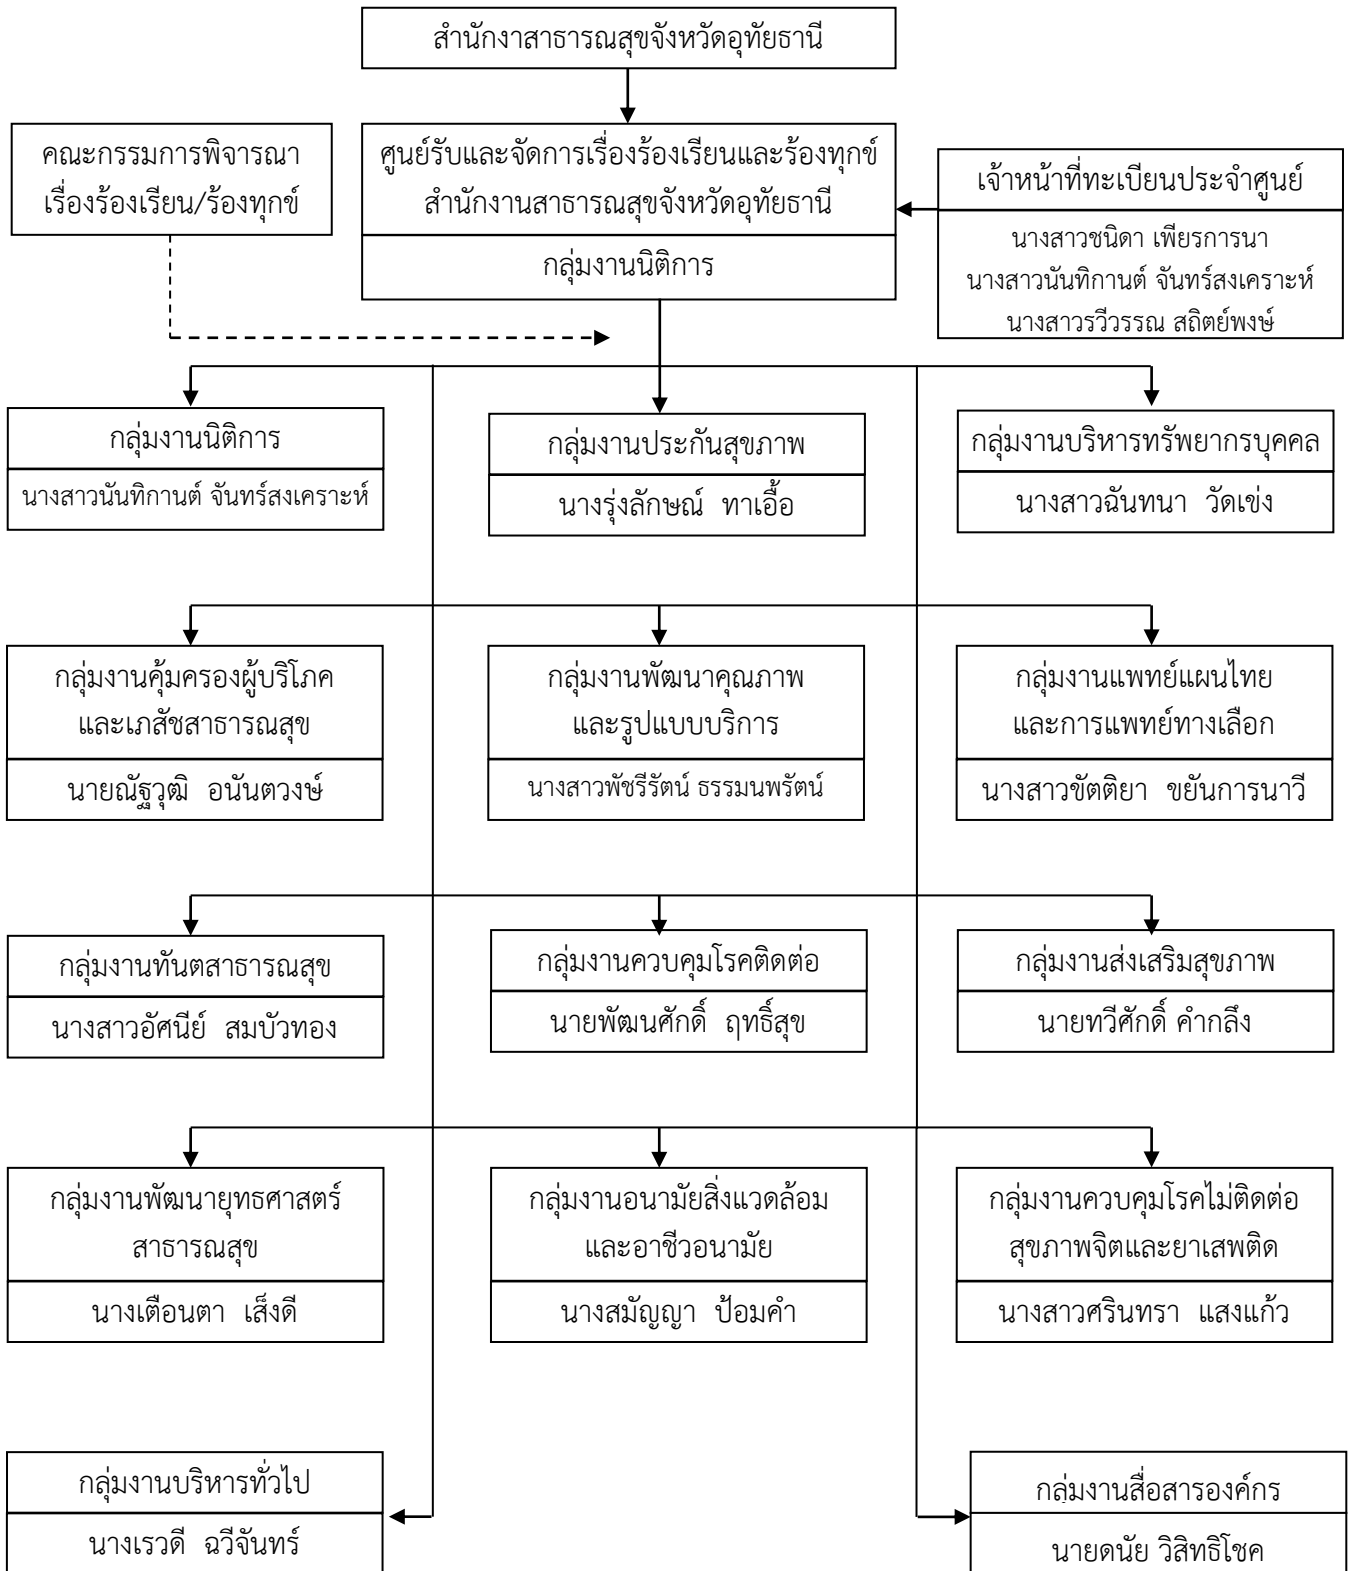 สำนักงาสาธารณสุขจังหวัดอุทัยธานี
คณะกรรมการพิจารณา
เรื่องร้องเรียน/ร้องทุกข์
ศูนย์รับและจัดการเรื่องร้องเรียนและร้องทุกข์
สำนักงานสาธารณสุขจังหวัดอุทัยธานี
กลุ่มงานนิติการ
เจ้าหน้าที่ทะเบียนประจำศูนย์
นางสาวชนิดา เพียรการนา
นางสาวนันทิกานต์ จันทร์สงเคราะห์
นางสาวรวีวรรณ สถิตย์พงษ์
กลุ่มงานนิติการ
นางสาวนันทิกานต์ จันทร์สงเคราะห์
กลุ่มงานประกันสุขภาพ
นางรุ่งลักษณ์ ทาเอื้อ
กลุ่มงานบริหารทรัพยากรบุคคล
นางสาวฉันทนา วัดเข่ง
กลุ่มงานคุ้มครองผู้บริโภค
และเภสัชสาธารณสุข
นายณัฐวุฒิ อนันตวงษ์
กลุ่มงานพัฒนาคุณภาพ
และรูปแบบบริการ
นางสาวพัชรีรัตน์ ธรรมนพรัตน์
กลุ่มงานแพทย์แผนไทย
และการแพทย์ทางเลือก
นางสาวขัตติยา ขยันการนาวี
กลุ่มงานทันตสาธารณสุข
นางสาวอัศนีย์ สมบัวทอง
กลุ่มงานควบคุมโรคติดต่อ
นายพัฒนศักดิ์ ฤทธิ์สุข
กลุ่มงานส่งเสริมสุขภาพ
นายทวีศักดิ์ คำกลึง
กลุ่มงานพัฒนายุทธศาสตร์
สาธารณสุข
นางเตือนตา เส็งดี
กลุ่มงานอนามัยสิ่งแวดล้อม
และอาชีวอนามัย
นางสมัญญา ป้อมคำ
กลุ่มงานควบคุมโรคไม่ติดต่อ
สุขภาพจิตและยาเสพติด
นางสาวศรินทรา แสงแก้ว
กลุ่มงานบริหารทั่วไป
นางเรวดี ฉวีจันทร์
กลุ่มงานสื่อสารองค์กร
นายดนัย วิสิทธิโชค